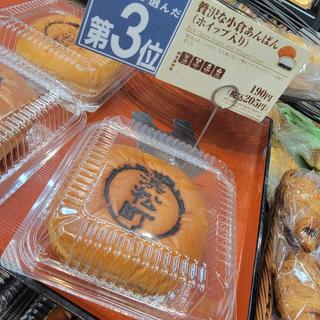 選んだ
第3位
贅沢な小倉あんぱん
(ホイップ入り)
190円
(税込205円)
浜松町